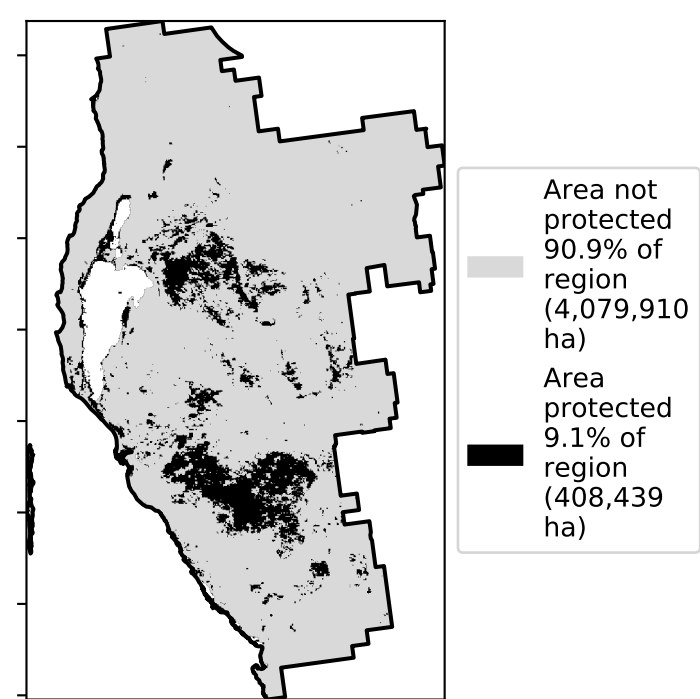 Area not
protected
90.9% of
region
(4,079,910
ha)
Area
protected
9.1% of
region
(408,439
ha)